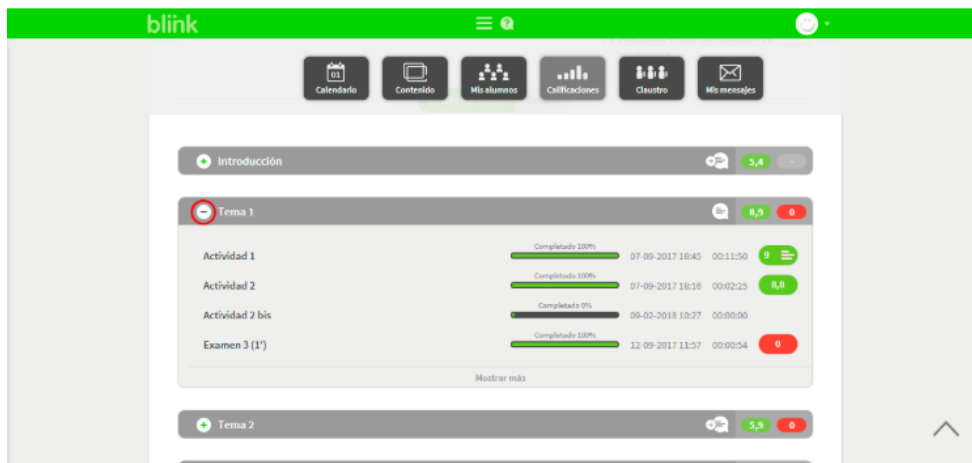 blink
01
Calendario
Contenido
Mis alumnos
Calificaciones
Claustro
Mis mensajes
Introducción 5,4 -
Tema 1 8,9 0
Actividad 1 Completado 100% 07-09-2017 16:45 00:11:50 9
Actividad 2 Completado 100% 07-09-2017 18:16 00:02:25 8,8
Actividad 2 bis Completado 0% 09-02-2018 10:27 00:00:00
Examen 3 (1') Completado 100% 12-09-2017 11:57 00:00:54 0
Mostrar más
Tema 2 5,9 0